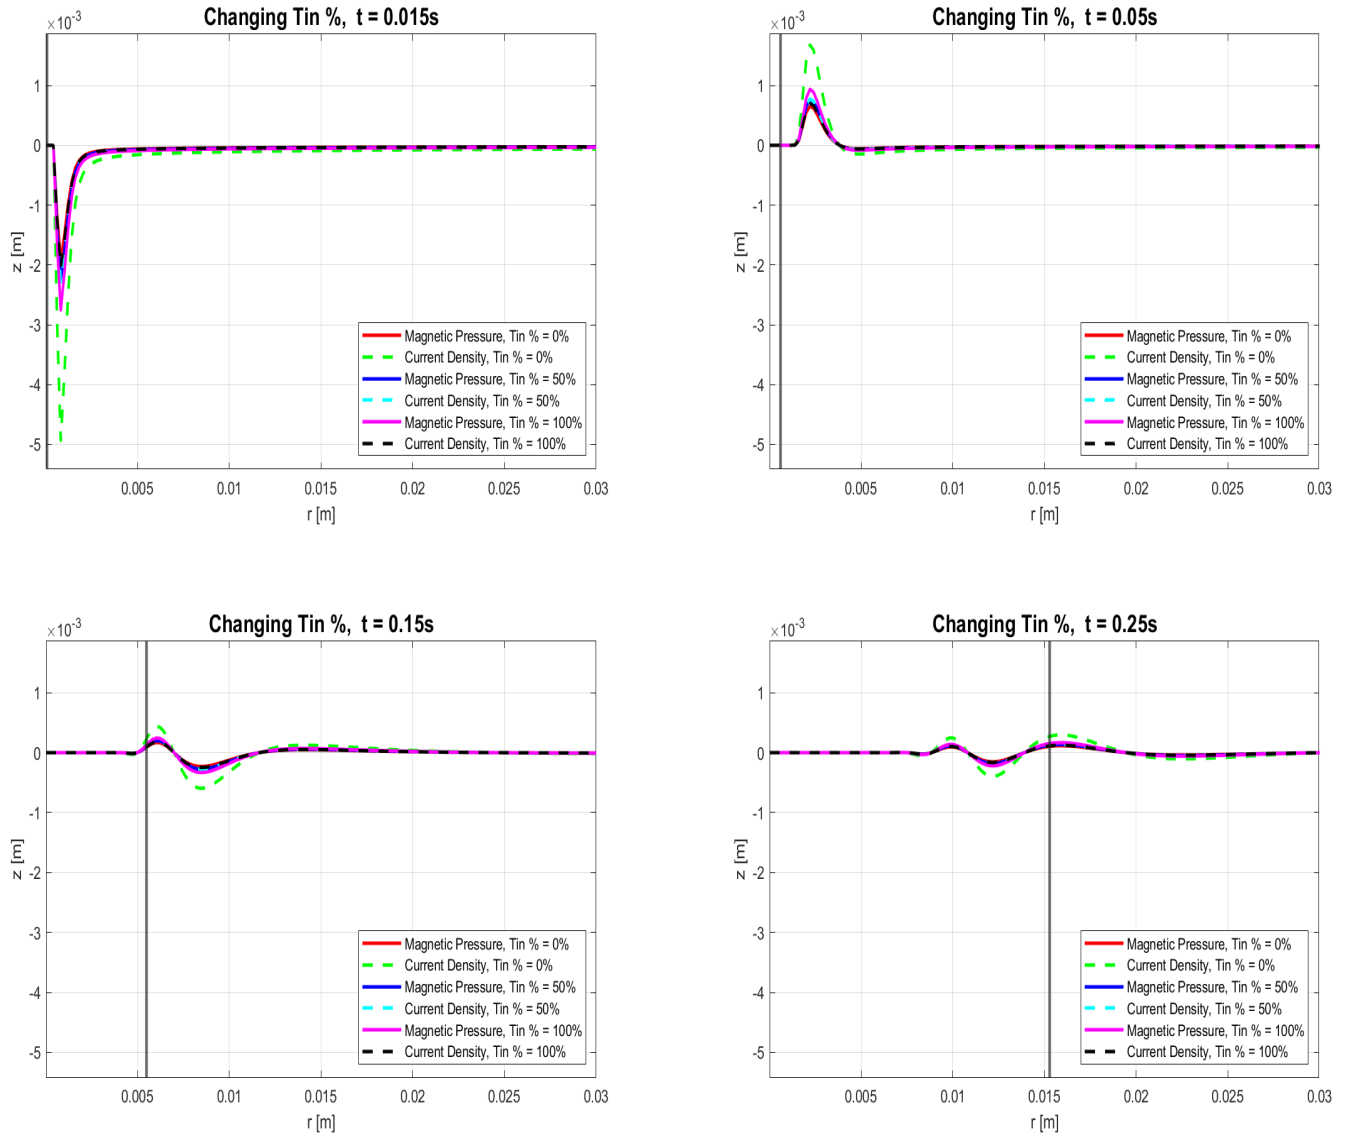 Changing Tin %, t = 0.015s
×10-3
1
0
-1
-2
-3
-4
-5
z [m]
Magnetic Pressure, Tin % = 0%
Current Density, Tin % = 0%
Magnetic Pressure, Tin % = 50%
Current Density, Tin % = 50%
Magnetic Pressure, Tin % = 100%
Current Density, Tin % = 100%
0.005 0.01 0.015 0.02 0.025 0.03
r [m]
Changing Tin %, t = 0.05s
×10-3
1
0
-1
-2
-3
-4
-5
z [m]
Magnetic Pressure, Tin % = 0%
Current Density, Tin % = 0%
Magnetic Pressure, Tin % = 50%
Current Density, Tin % = 50%
Magnetic Pressure, Tin % = 100%
Current Density, Tin % = 100%
0.005 0.01 0.015 0.02 0.025 0.03
r [m]
Changing Tin %, t = 0.15s
×10-3
1
0
-1
-2
-3
-4
-5
z [m]
Magnetic Pressure, Tin % = 0%
Current Density, Tin % = 0%
Magnetic Pressure, Tin % = 50%
Current Density, Tin % = 50%
Magnetic Pressure, Tin % = 100%
Current Density, Tin % = 100%
0.005 0.01 0.015 0.02 0.025 0.03
r [m]
Changing Tin %, t = 0.25s
×10-3
1
0
-1
-2
-3
-4
-5
z [m]
Magnetic Pressure, Tin % = 0%
Current Density, Tin % = 0%
Magnetic Pressure, Tin % = 50%
Current Density, Tin % = 50%
Magnetic Pressure, Tin % = 100%
Current Density, Tin % = 100%
0.005 0.01 0.015 0.02 0.025 0.03
r [m]